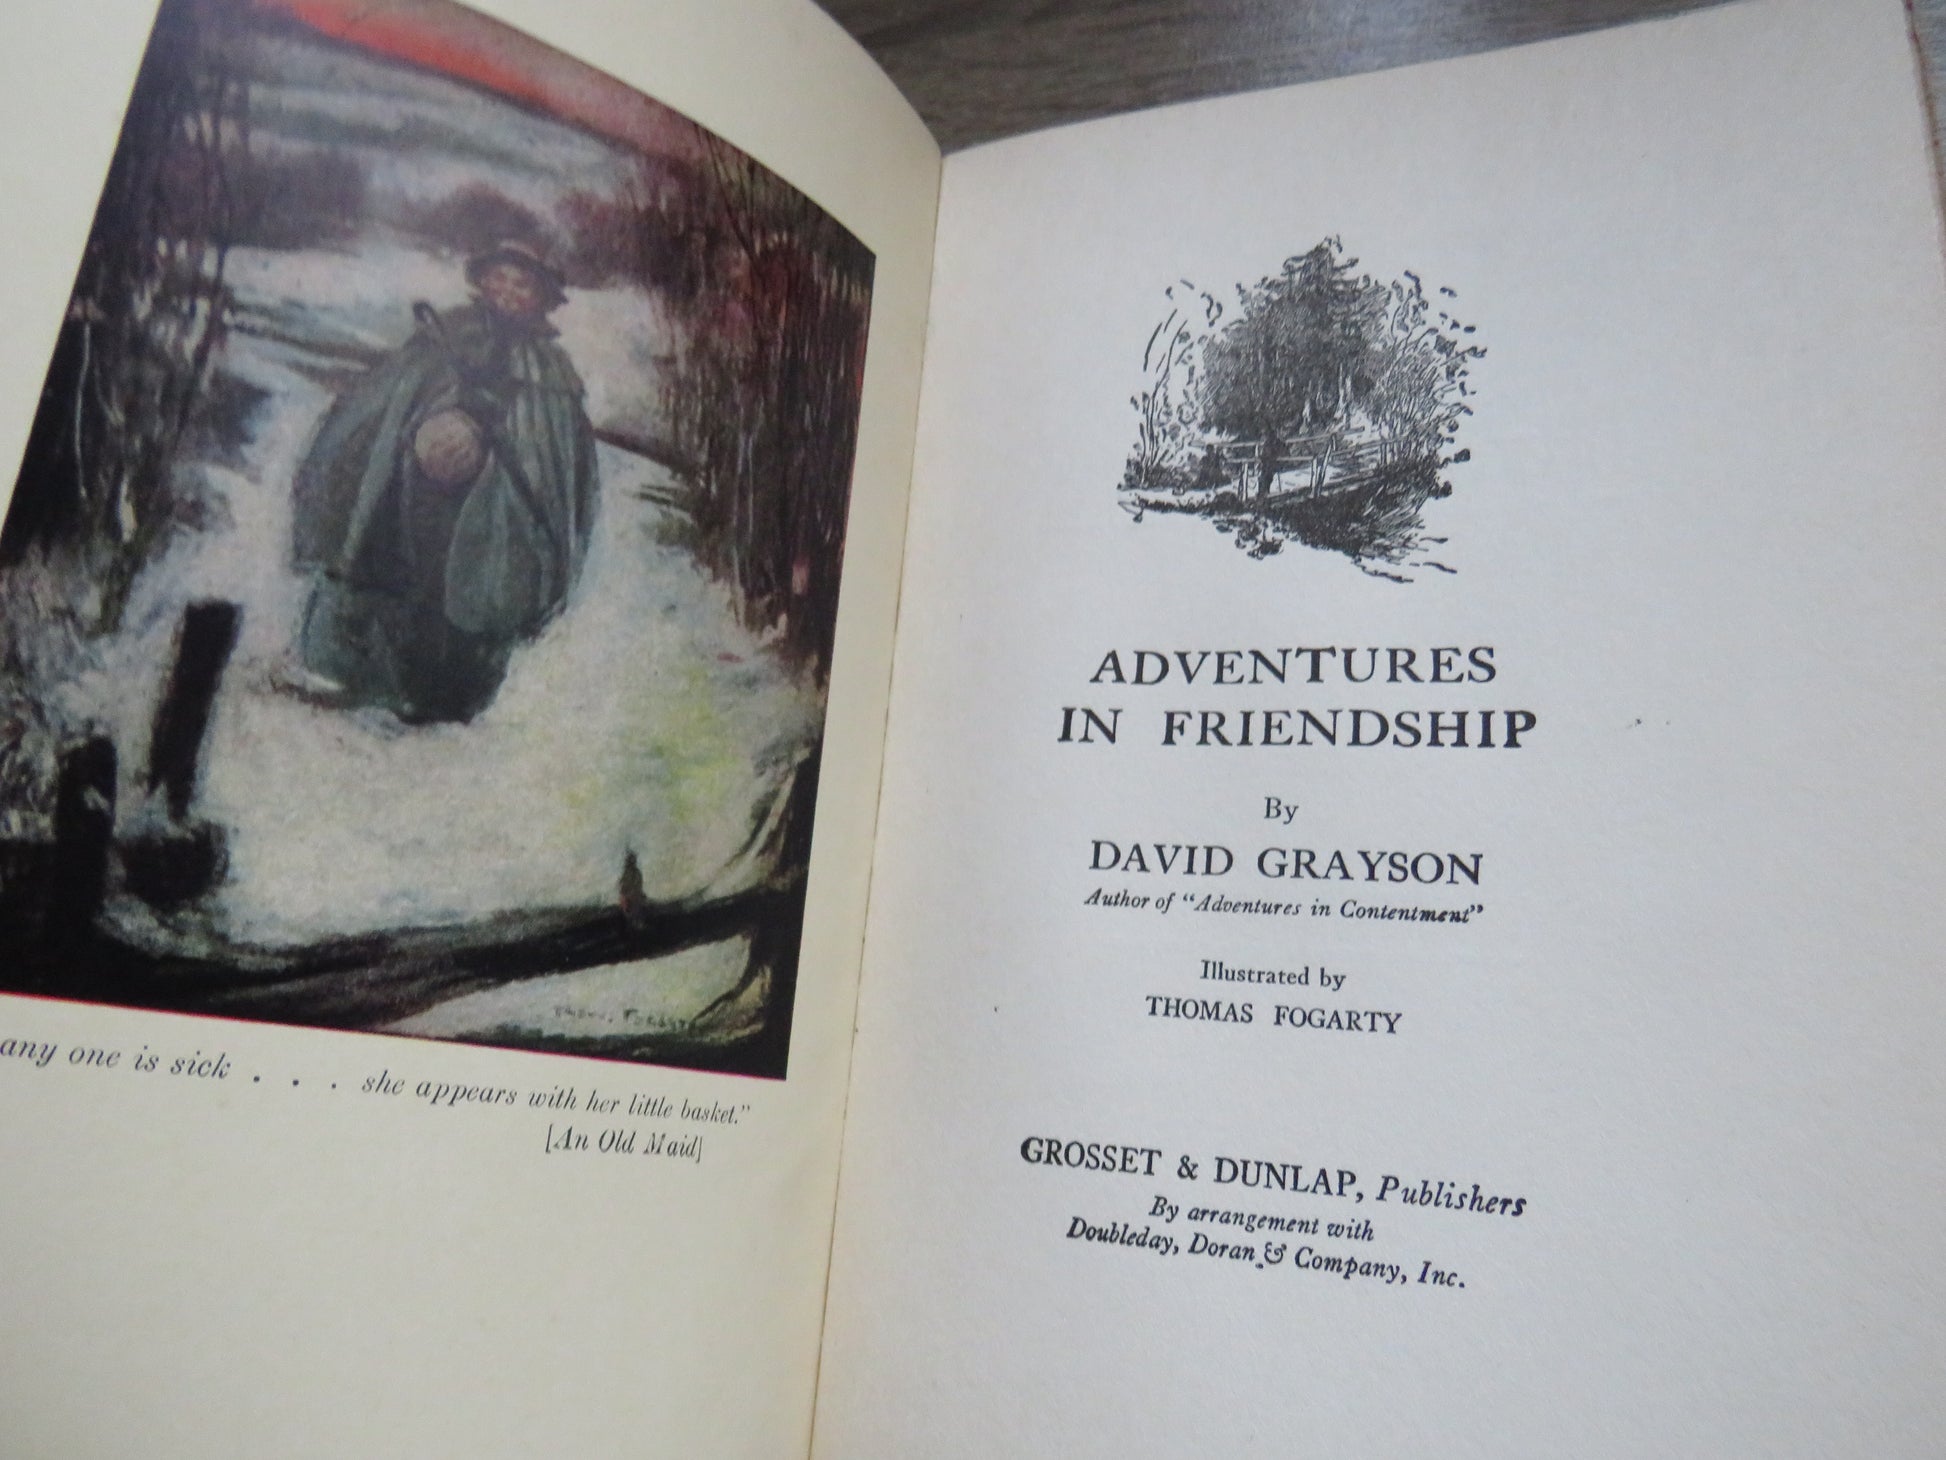 any one is sick . . . she appears with her little basket."
[An Old Maid]
ADVENTURES
IN FRIENDSHIP
By
DAVID GRAYSON
Author of "Adventures in Contentment"
Illustrated by
THOMAS FOGARTY
GROSSET & DUNLAP, Publishers
By arrangement with
Doubleday, Doran & Company, Inc.